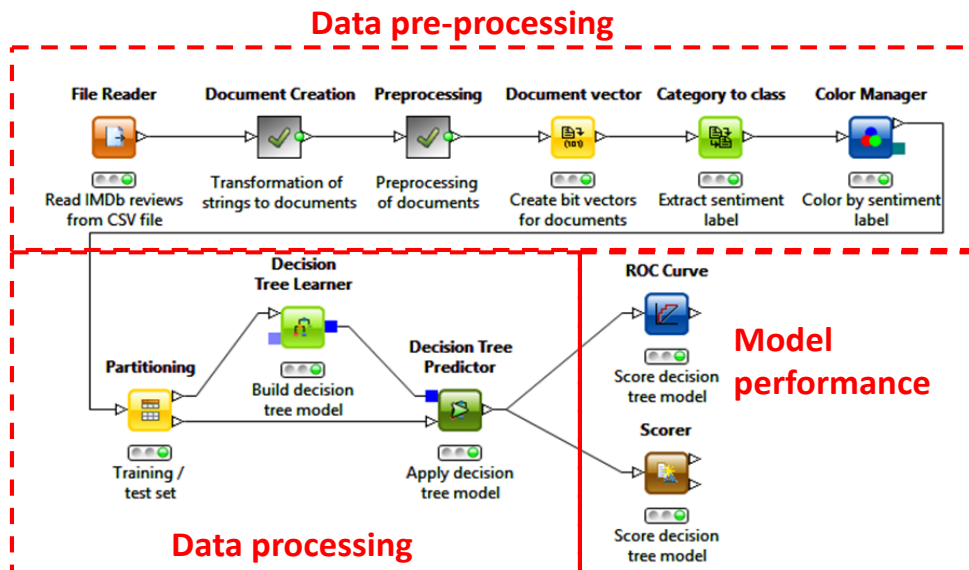 Data pre-processing
File Reader
Read IMDb reviews
from CSV file
Document Creation
Transformation of
strings to documents
Preprocessing
Preprocessing
of documents
Document vector
(101)
Create bit vectors
for documents
Category to class
Extract sentiment
label
Color Manager
Color by sentiment
label
Partitioning
Training /
test set
Decision
Tree Learner
Build decision
tree model
Decision Tree
Predictor
Apply decision
tree model
Data processing
ROC Curve
Score decision
tree model
Scorer
Score decision
tree model
Model
performance